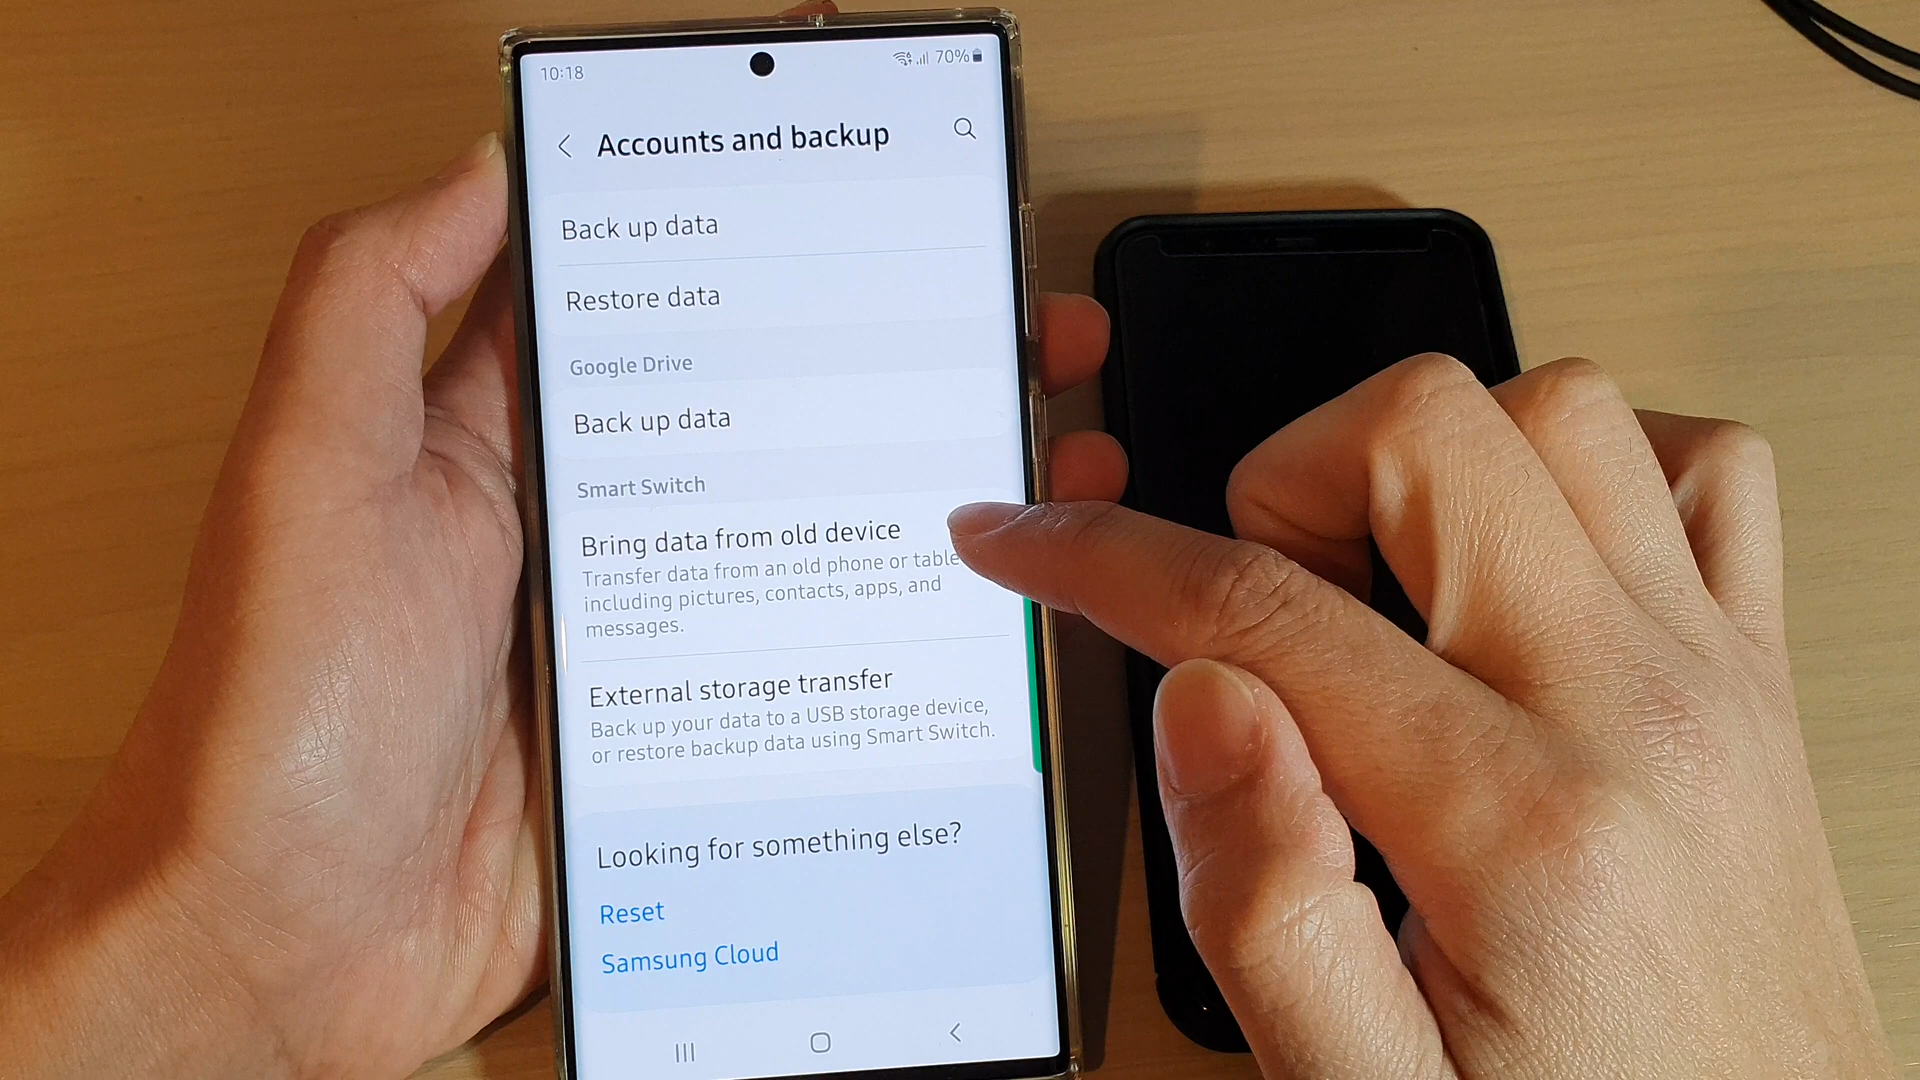 10:18
70%
Accounts and backup
Back up data
Restore data
Google Drive
Back up data
Smart Switch
Bring data from old device
Transfer data from an old phone or table
including pictures, contacts, apps, and
messages.
External storage transfer
Back up your data to a USB storage device,
or restore backup data using Smart Switch.
Looking for something else?
Reset
Samsung Cloud